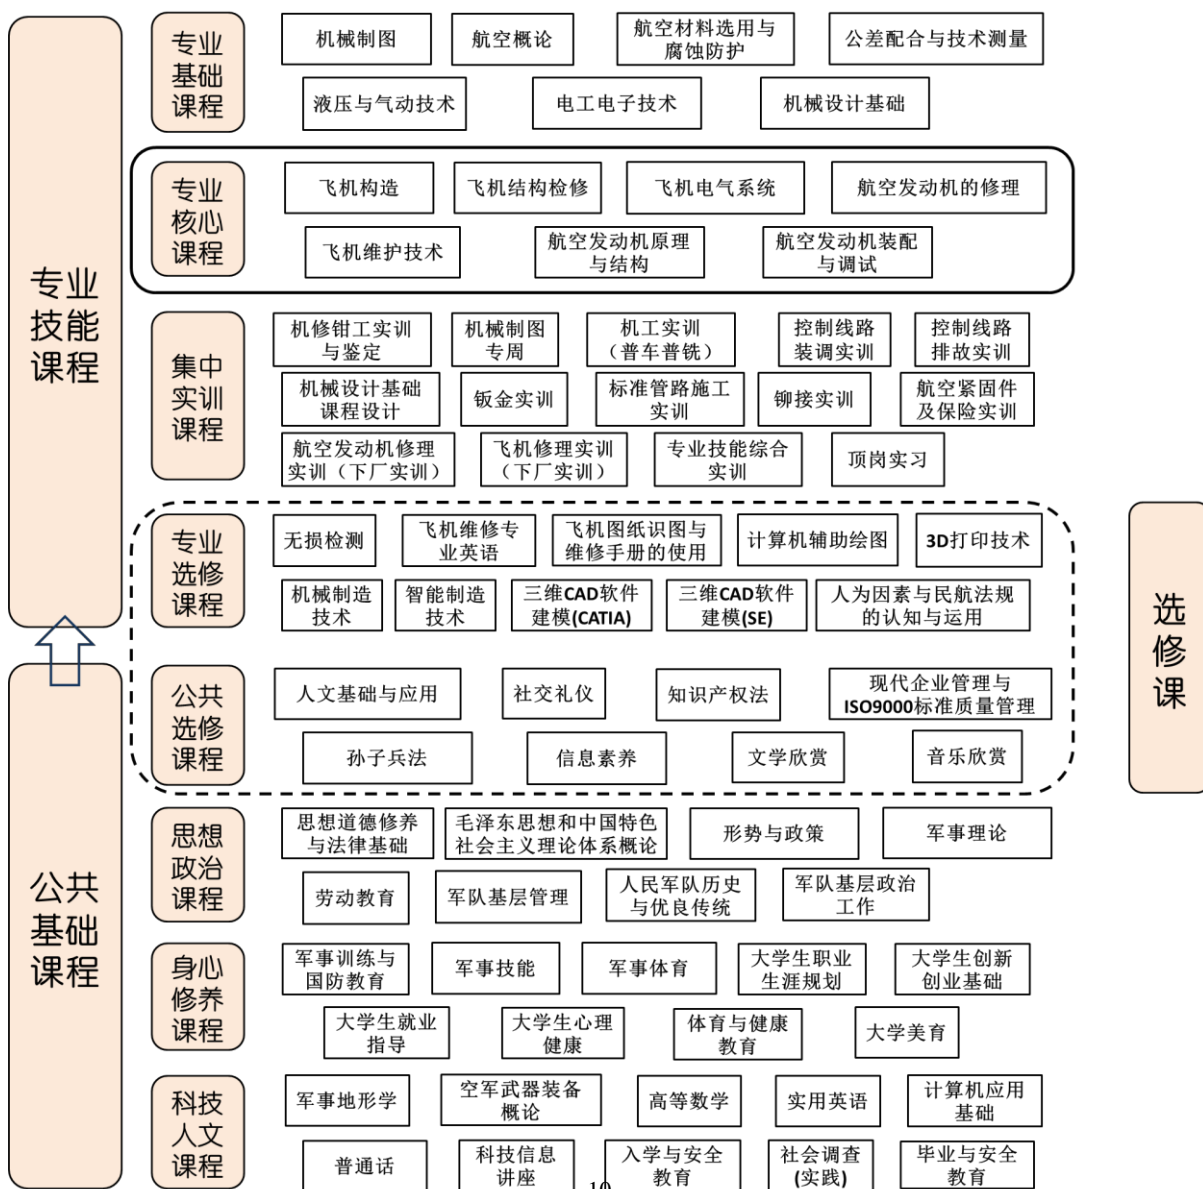 专业
技能
课程
专业
基础
课程
机械制图
航空概论
航空材料选用与
腐蚀防护
公差配合与技术测量
液压与气动技术
电工电子技术
机械设计基础
专业
核心
课程
飞机构造
飞机结构检修
飞机电气系统
航空发动机的修理
飞机维护技术
航空发动机原理
与结构
航空发动机装配
与调试
集中
实训
课程
机修钳工实训
与鉴定
机械制图
专周
机工实训
（普车普铣）
控制线路
装调实训
控制线路
排故实训
机械设计基础
课程设计
钣金实训
标准管路施工
实训
铆接实训
航空紧固件
及保险实训
航空发动机修理
实训（下厂实训）
飞机修理实训
（下厂实训）
专业技能综合
实训
顶岗实习
专业
选修
课程
无损检测
飞机维修专
业英语
飞机图纸识图与
维修手册的使用
计算机辅助绘图
3D打印技术
机械制造
技术
智能制造
技术
三维CAD软件
建模(CATIA)
三维CAD软件
建模(SE)
人为因素与民航法规
的认知与运用
选
修
课
公共
基础
课程
公共
选修
课程
人文基础与应用
社交礼仪
知识产权法
现代企业管理与
ISO9000标准质量管理
孙子兵法
信息素养
文学欣赏
音乐欣赏
思想
政治
课程
思想道德修养
与法律基础
毛泽东思想和中国特色
社会主义理论体系概论
形势与政策
军事理论
劳动教育
军队基层管理
人民军队历史
与优良传统
军队基层政治
工作
身心
修养
课程
军事训练与
国防教育
军事技能
军事体育
大学生职业
生涯规划
大学生创新
创业基础
大学生就业
指导
大学生心理
健康
体育与健康
教育
大学美育
科技
人文
课程
军事地形学
空军武器装备
概论
高等数学
实用英语
计算机应用
基础
普通话
科技信息
讲座
入学与安全
教育
社会调查
(实践)
毕业与安全
教育
10